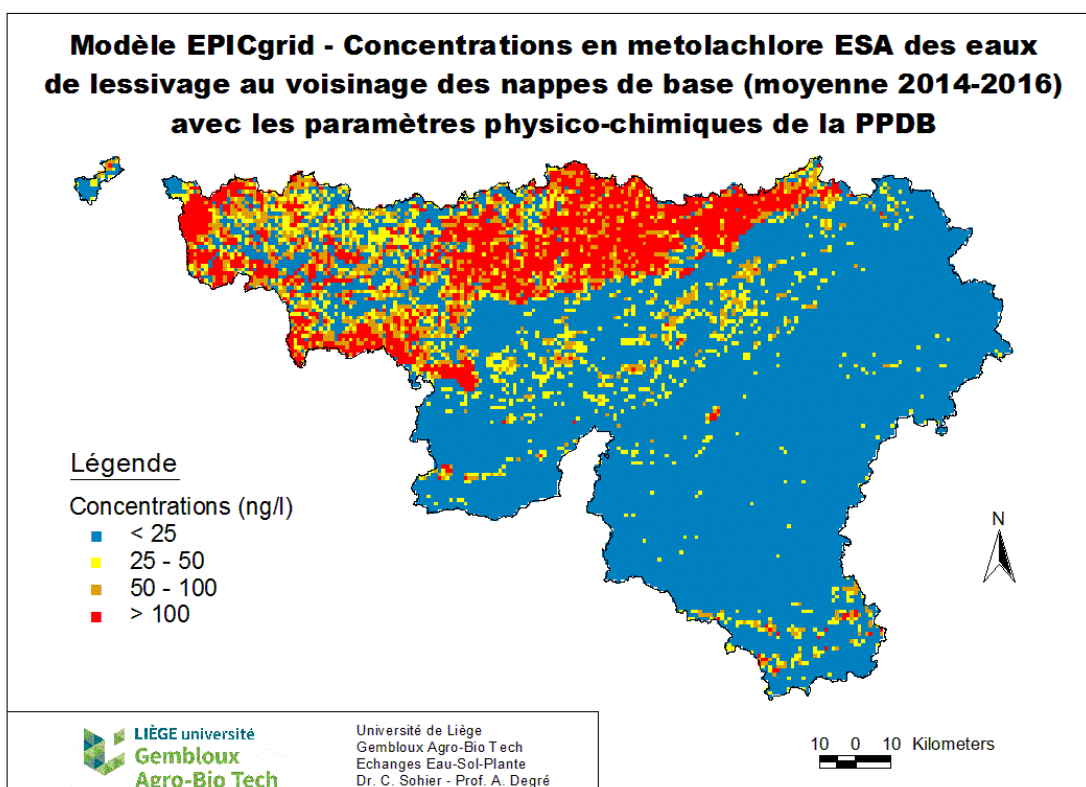 Modèle EPICgrid - Concentrations en metolachlore ESA des eaux
de lessivage au voisinage des nappes de base (moyenne 2014-2016)
avec les paramètres physico-chimiques de la PPDB
Légende
Concentrations (ng/l)
< 25
25 - 50
50 - 100
> 100
N
10 0 10 Kilometers
LIÈGE université
Gembloux
Agro-Bio Tech
Université de Liège
Gembloux Agro-Bio Tech
Echanges Eau-Sol-Plante
Dr. C. Sohier - Prof. A. Degré